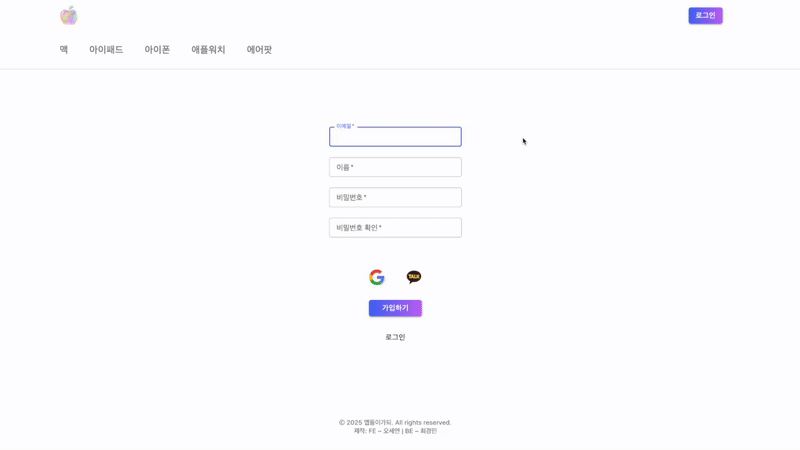 로그인
맥 아이패드 아이폰 애플워치 에어팟
이메일 *
이름 *
비밀번호 *
비밀번호 확인 *
TALK
가입하기
로그인
© 2025 앱등이가되. All rights reserved.
제작: FE - 오세안 | BE - 최정민